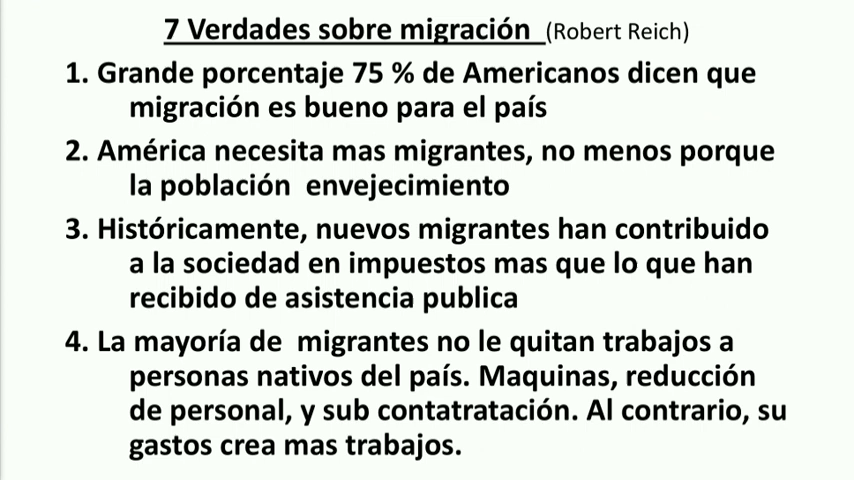 7 Verdades sobre migración (Robert Reich)
1. Grande porcentaje 75 % de Americanos dicen que
migración es bueno para el país
2. América necesita mas migrantes, no menos porque
la población envejecimiento
3. Históricamente, nuevos migrantes han contribuido
a la sociedad en impuestos mas que lo que han
recibido de asistencia publica
4. La mayoría de migrantes no le quitan trabajos a
personas nativos del país. Maquinas, reducción
de personal, y sub contatratación. Al contrario, su
gastos crea mas trabajos.